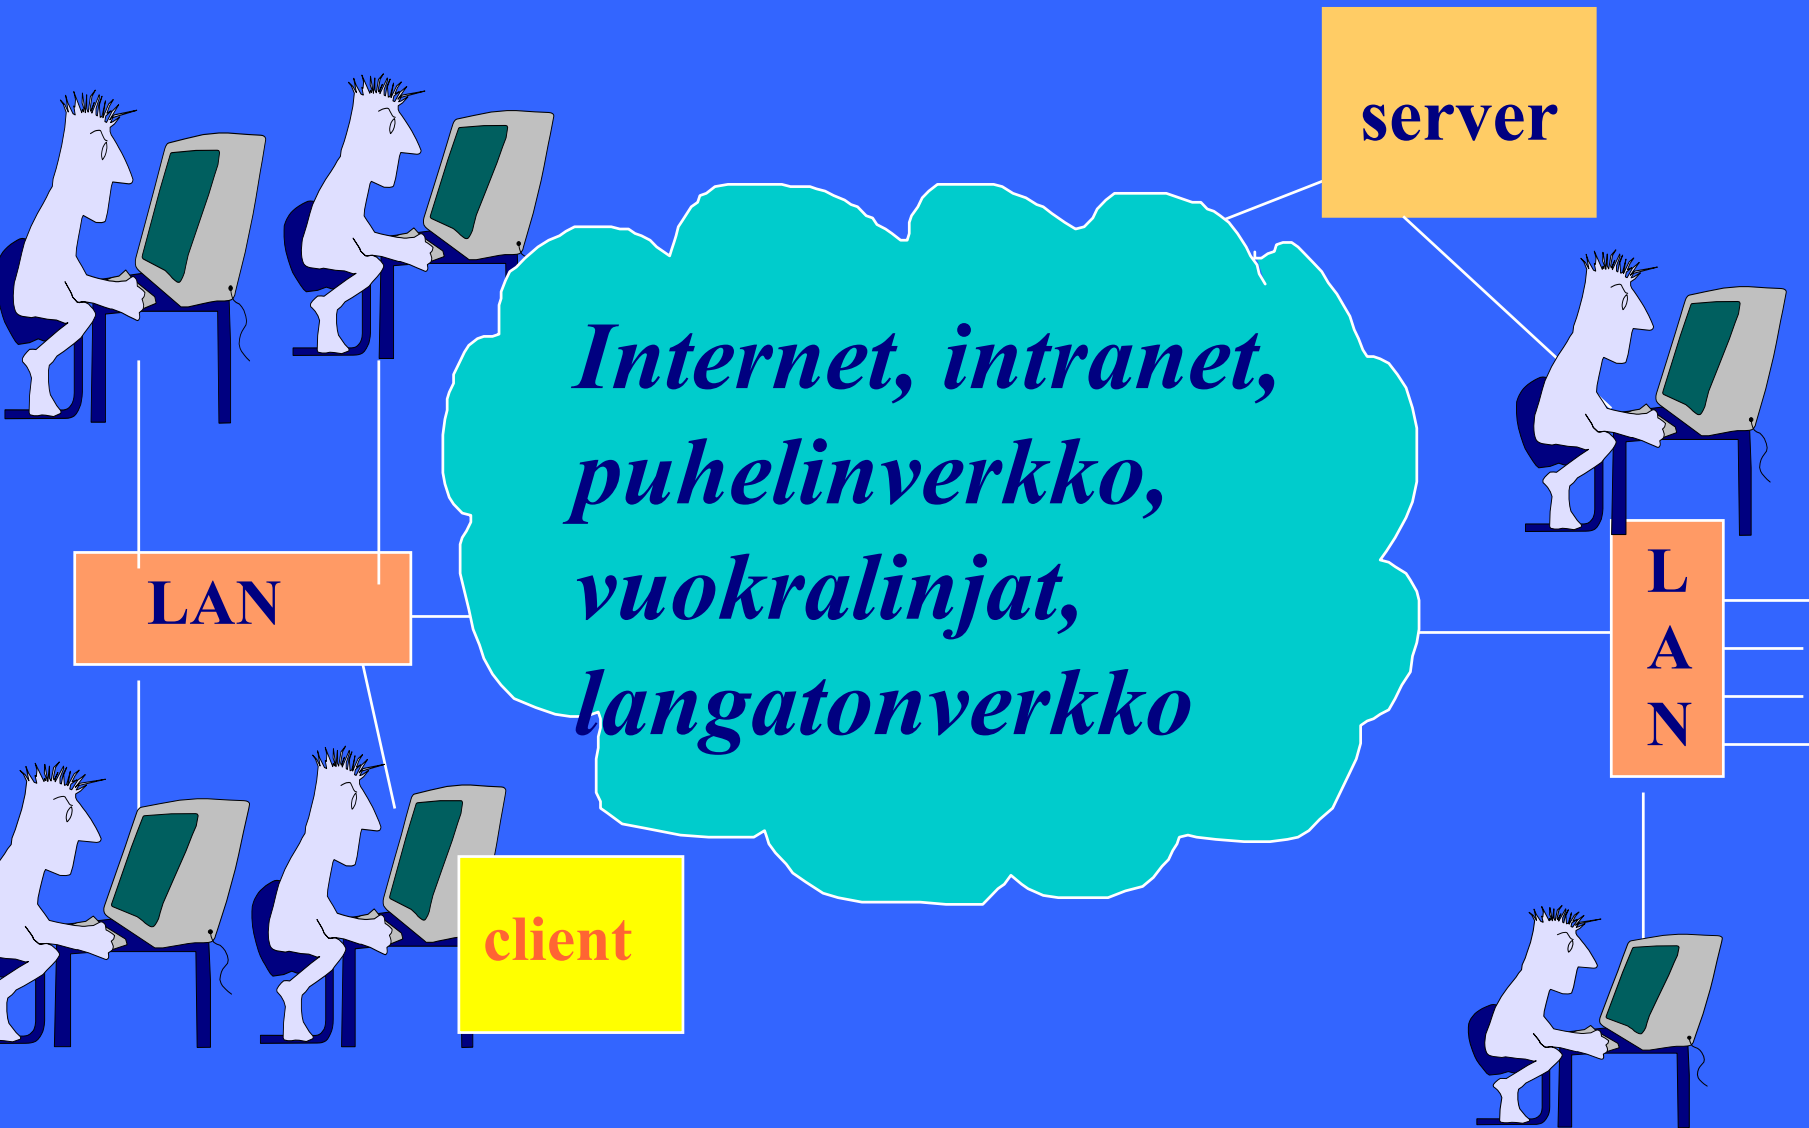 server
Internet, intranet,
puhelinverkko,
vuokralinjat,
langatonverkko
LAN
L
A
N
client